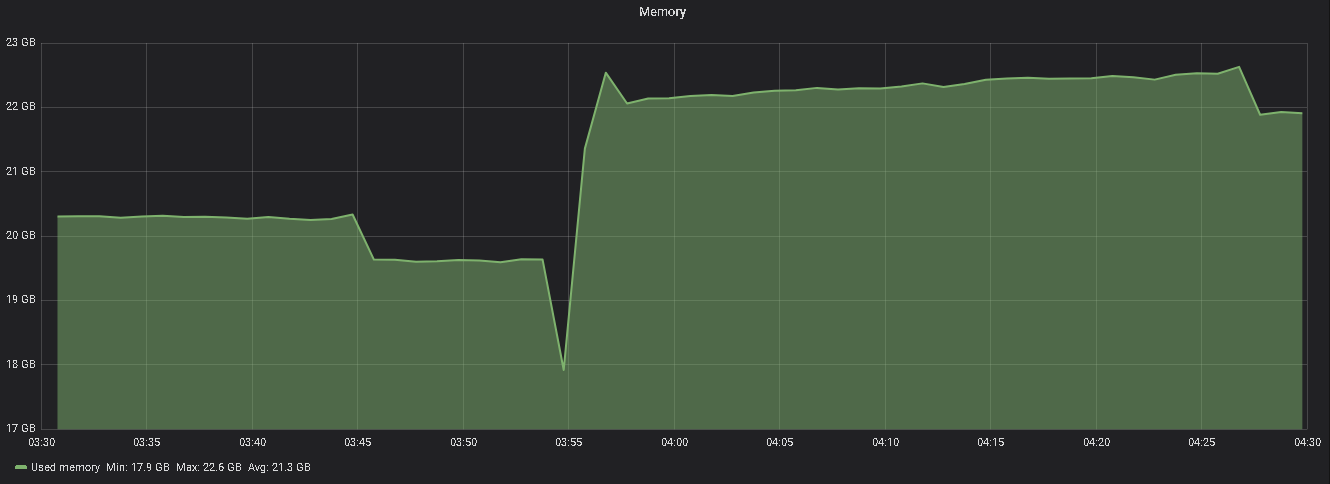 Memory
23 GB
22 GB
21 GB
20 GB
19 GB
18 GB
17 GB
03:30 03:35 03:40 03:45 03:50 03:55 04:00 04:05 04:10 04:15 04:20 04:25 04:30
Used memory Min: 17.9 GB Max: 22.6 GB Avg: 21.3 GB